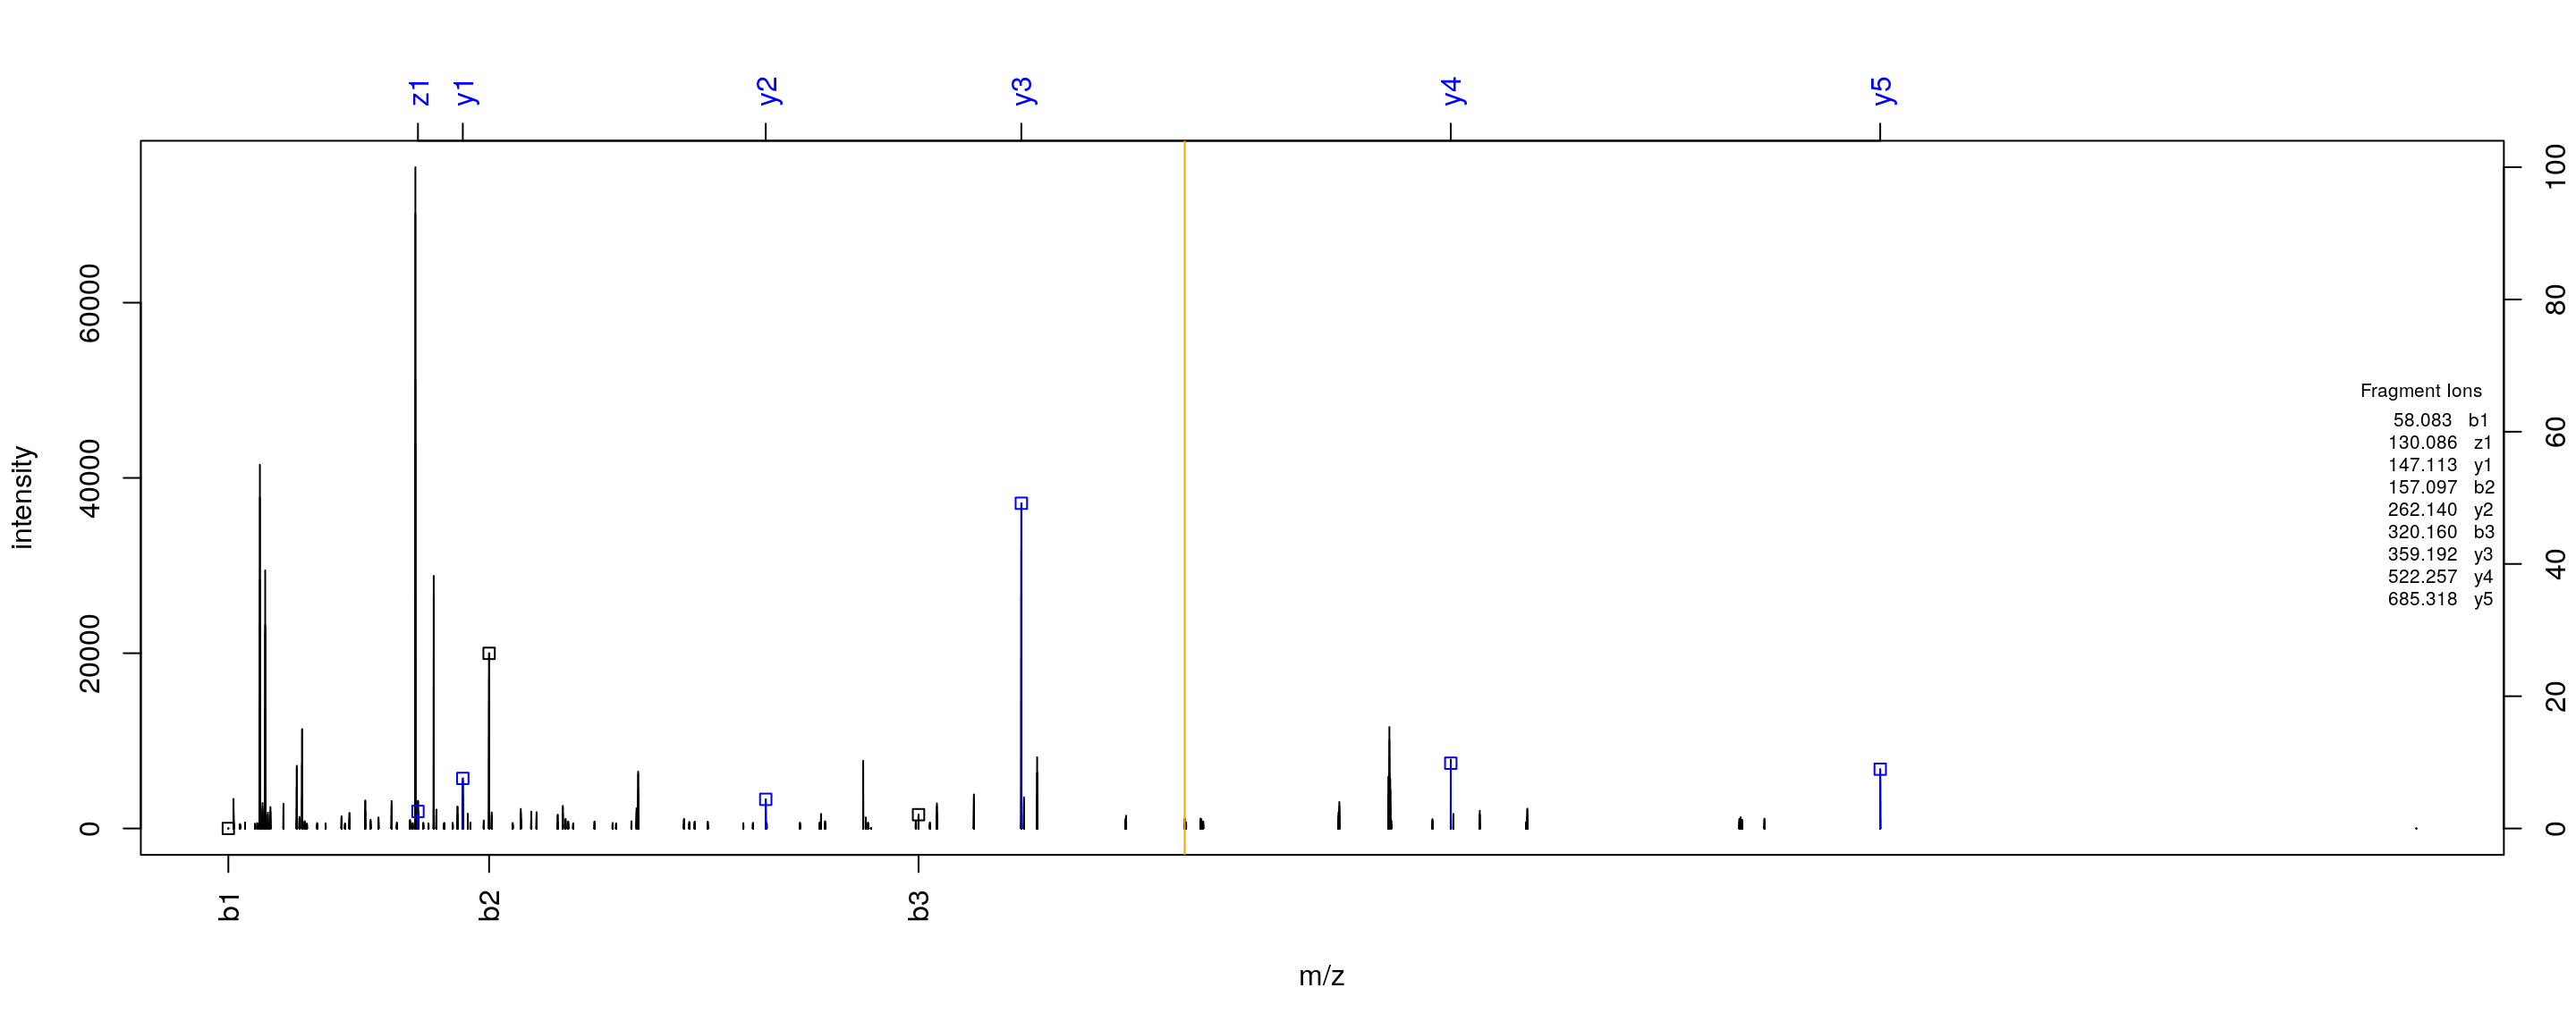 z1 y1 y2 y3 y4 y5
intensity
0 20000 40000 60000
0 20 40 60 80 100
Fragment Ions
58.083 b1
130.086 z1
147.113 y1
157.097 b2
262.140 y2
320.160 b3
359.192 y3
522.257 y4
685.318 y5
b1 b2 b3
m/z